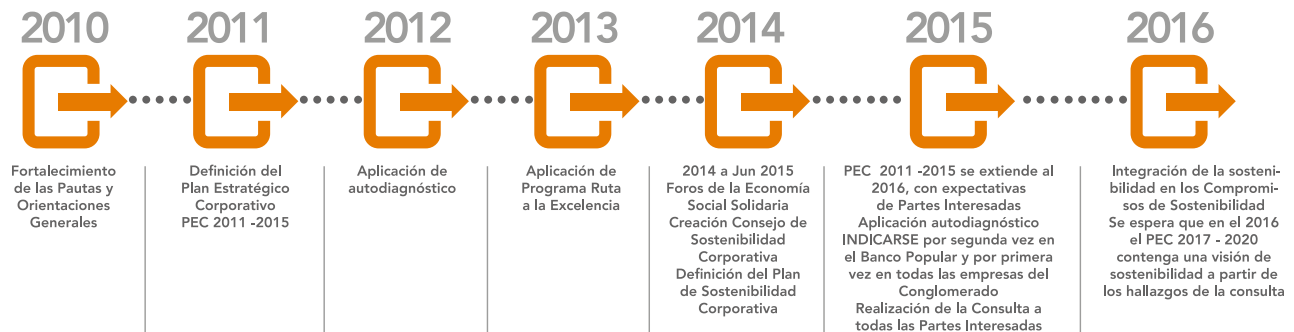 2010
Fortalecimiento
de las Pautas y
Orientaciones
Generales
2011
Definición del
Plan Estratégico
Corporativo
PEC 2011 -2015
2012
Aplicación de
autodiagnóstico
2013
Aplicación de
Programa Ruta
a la Excelencia
2014
2014 a Jun 2015
Foros de la Economía
Social Solidaria
Creación Consejo de
Sostenibilidad
Corporativa
Definición del Plan
de Sostenibilidad
Corporativa
2015
PEC 2011 -2015 se extiende al
2016, con expectativas
de Partes Interesadas
Aplicación autodiagnóstico
INDICARSE por segunda vez en
el Banco Popular y por primera
vez en todas las empresas del
Conglomerado
Realización de la Consulta a
todas las Partes Interesadas
2016
Integración de la sosteni-
bilidad en los Compromi-
sos de Sostenibilidad
Se espera que en el 2016
el PEC 2017 - 2020
contenga una visión de
sostenibilidad a partir de
los hallazgos de la consulta